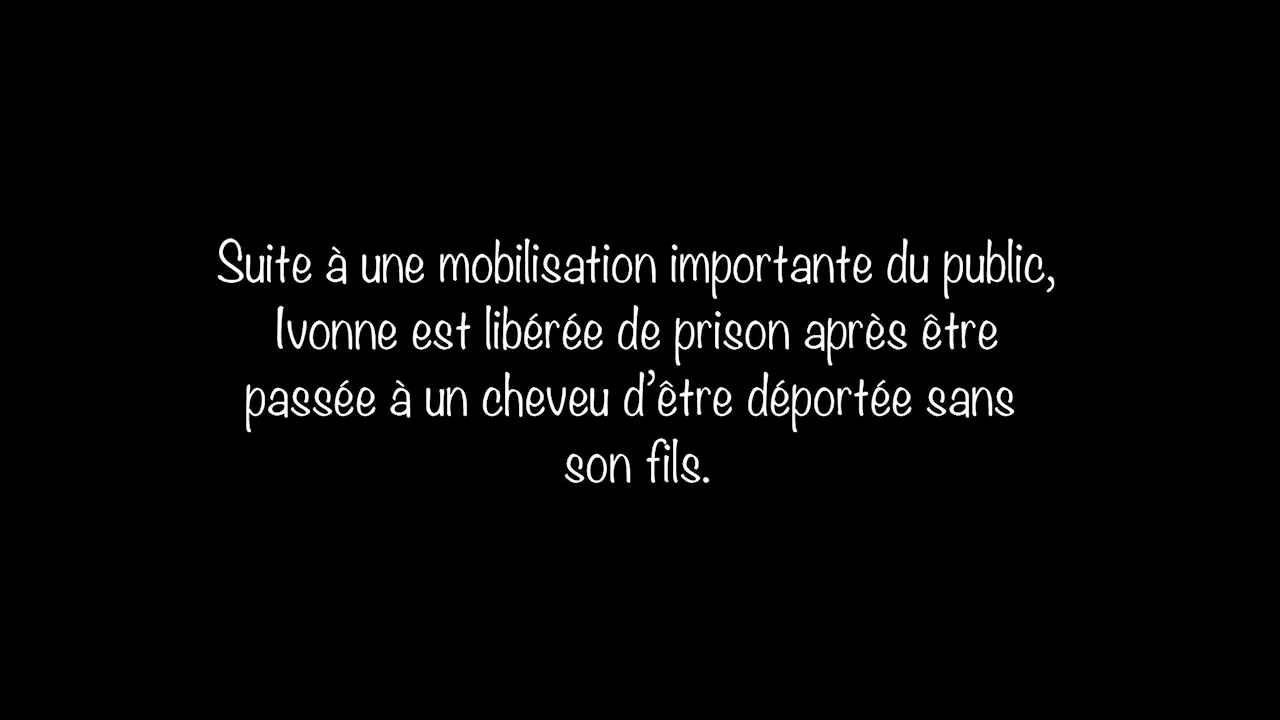 Suite à une mobilisation importante du public,
Ivonne est libérée de prison après être
passée à un cheveu d’être déportée sans
son fils.